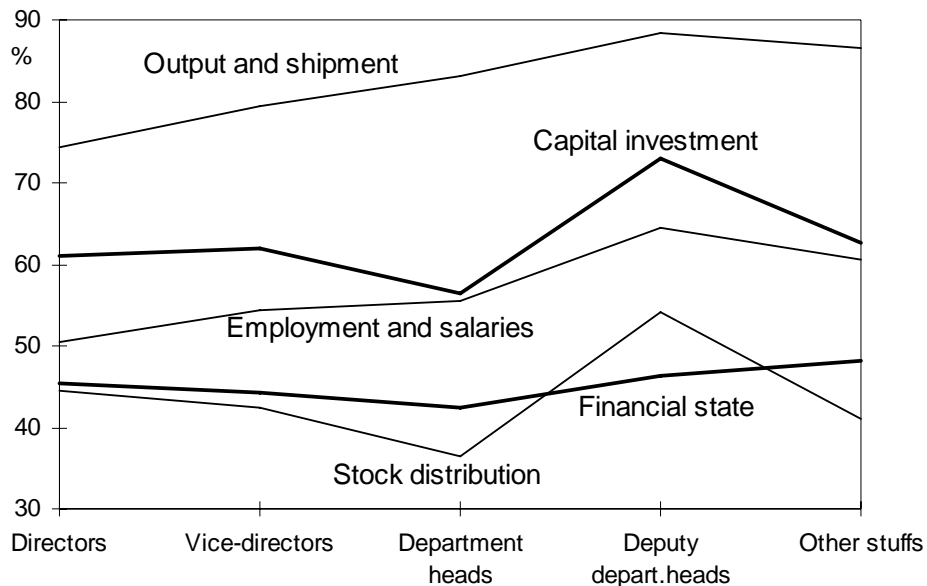 90
%
Output and shipment
80
Capital investment
70
60
Employment and salaries
50
Financial state
40
Stock distribution
30
Directors Vice-directors Department Deputy Other stuffs
heads depart.heads